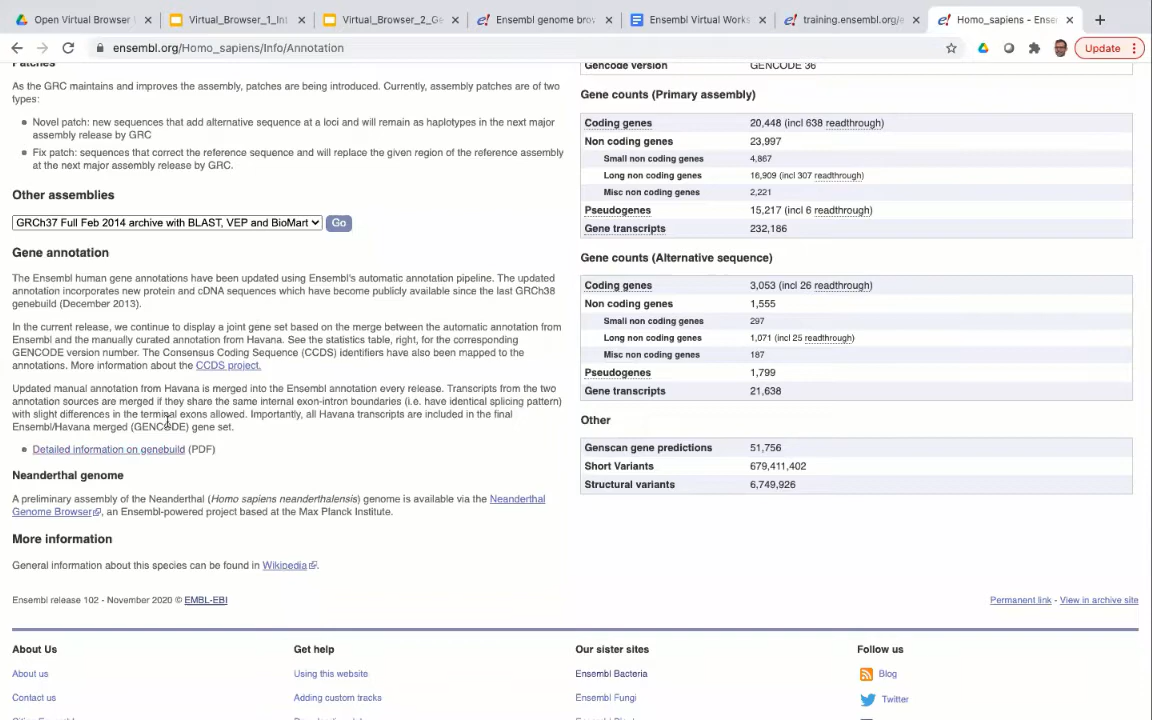 Open Virtual Browser
Virtual_Browser_1_Int
Virtual_Browser_2_Ge
Ensembl genome brow
Ensembl Virtual Works
training.ensembl.org/e
Homo_sapiens - Ense
ensembl.org/Homo_sapiens/Info/Annotation
Update
Patches
As the GRC maintains and improves the assembly, patches are being introduced. Currently, assembly patches are of two
types:
Novel patch: new sequences that add alternative sequence at a loci and will remain as haplotypes in the next major
assembly release by GRC
Fix patch: sequences that correct the reference sequence and will replace the given region of the reference assembly
at the next major assembly release by GRC.
Other assemblies
GRCh37 Full Feb 2014 archive with BLAST, VEP and BioMart
Go
Gene annotation
The Ensembl human gene annotations have been updated using Ensembl's automatic annotation pipeline. The updated
annotation incorporates new protein and cDNA sequences which have become publicly available since the last GRCh38
genebuild (December 2013).
In the current release, we continue to display a joint gene set based on the merge between the automatic annotation from
Ensembl and the manually curated annotation from Havana. See the statistics table, right, for the corresponding
GENCODE version number. The Consensus Coding Sequence (CCDS) identifiers have also been mapped to the
annotations. More information about the CCDS project.
Updated manual annotation from Havana is merged into the Ensembl annotation every release. Transcripts from the two
annotation sources are merged if they share the same internal exon-intron boundaries (i.e. have identical splicing pattern)
with slight differences in the terminal exons allowed. Importantly, all Havana transcripts are included in the final
Ensembl/Havana merged (GENCODE) gene set.
Detailed information on genebuild (PDF)
Neanderthal genome
A preliminary assembly of the Neanderthal (Homo sapiens neanderthalensis) genome is available via the Neanderthal
Genome Browser, an Ensembl-powered project based at the Max Planck Institute.
More information
General information about this species can be found in Wikipedia.
Gencode version GENCODE 36
Gene counts (Primary assembly)
Coding genes 20,448 (incl 638 readthrough)
Non coding genes 23,997
Small non coding genes 4,867
Long non coding genes 16,909 (incl 307 readthrough)
Misc non coding genes 2,221
Pseudogenes 15,217 (incl 6 readthrough)
Gene transcripts 232,186
Gene counts (Alternative sequence)
Coding genes 3,053 (incl 26 readthrough)
Non coding genes 1,555
Small non coding genes 297
Long non coding genes 1,071 (incl 25 readthrough)
Misc non coding genes 187
Pseudogenes 1,799
Gene transcripts 21,638
Other
Genscan gene predictions 51,756
Short Variants 679,411,402
Structural variants 6,749,926
Ensembl release 102 - November 2020 © EMBL-EBI
Permanent link - View in archive site
About Us
About us
Contact us
Get help
Using this website
Adding custom tracks
Our sister sites
Ensembl Bacteria
Ensembl Fungi
Follow us
Blog
Twitter